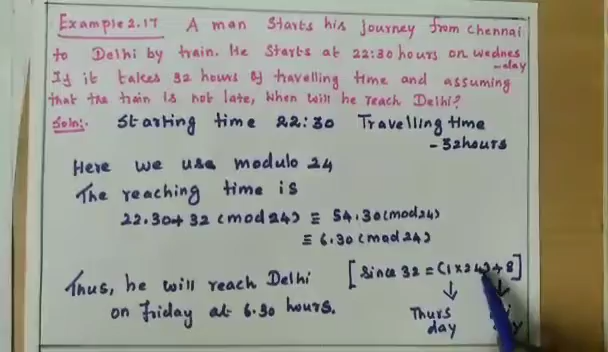 Example 2.17 A man starts his journey from Chennai
to Delhi by train. He starts at 22:30 hours on wednes
-day
If it takes 32 hours of travelling time and assuming
that the train is not late, when will he reach Delhi?
Soln:- Starting time 22:30 Travelling time
-32hours
Here we use modulo 24
The reaching time is
22.30+ 32 (mod24) ≡ 54.30(mod24)
≡ 6.30 (mod 24)
[Since 32 = (1 x 24) + 8]
Thus, he will reach Delhi
on friday at 6.30 hours.
↓ ↓
Thurs
day